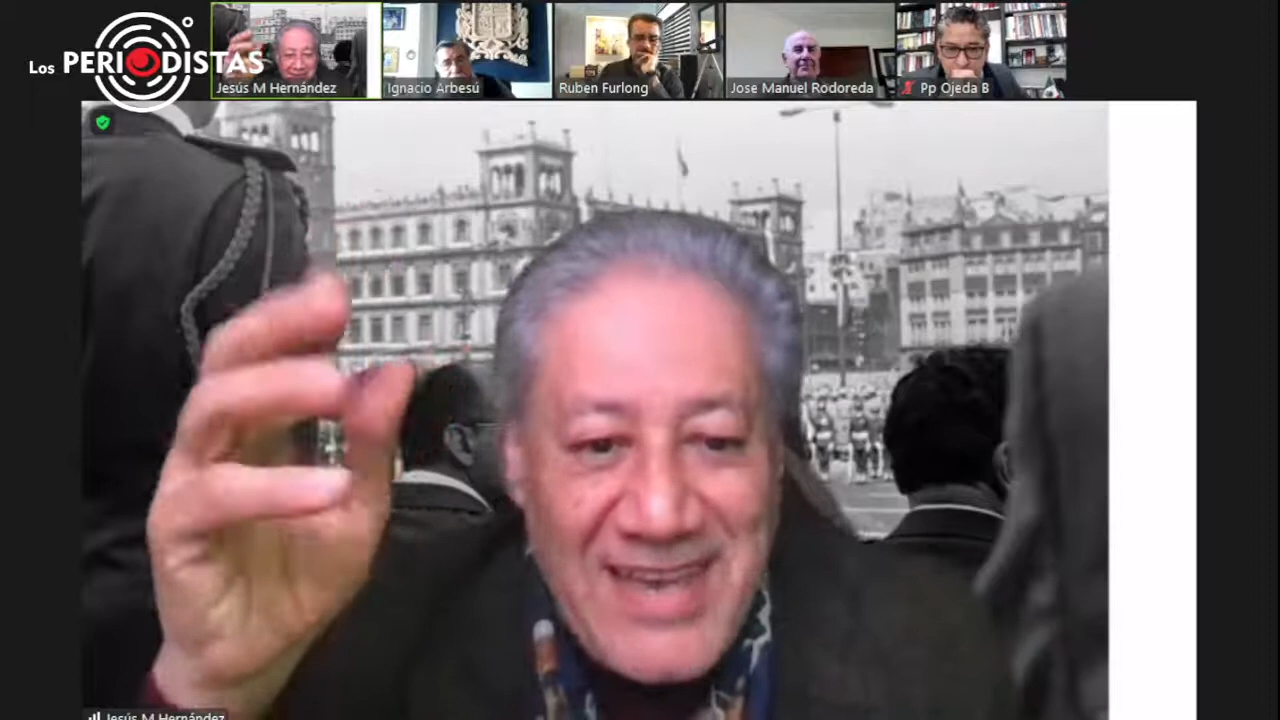 Los PERIODISTAS
Jesús M Hernández
Ignacio Arbesú
Ruben Furlong
Jose Manuel Rodoreda
Pp Ojeda B
Jesús M Hernández